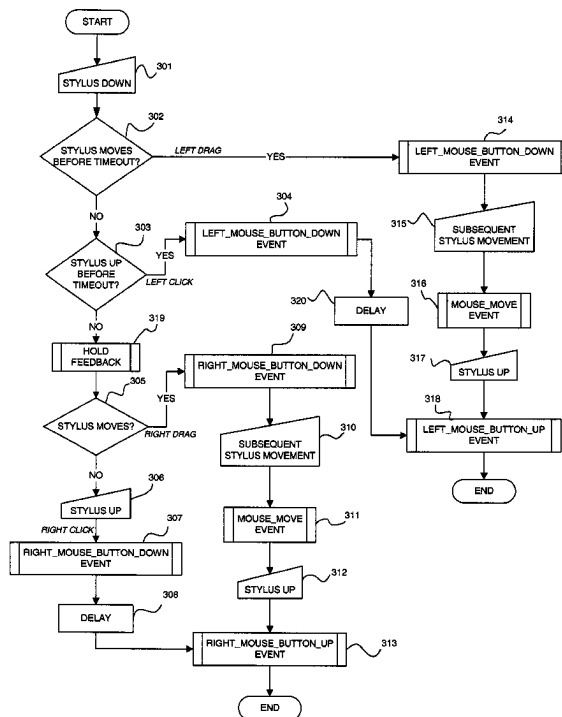 START
301
STYLUS DOWN
302
STYLUS MOVES
BEFORE TIMEOUT?
LEFT DRAG
YES
314
LEFT_MOUSE_BUTTON_DOWN
EVENT
NO
303
STYLUS UP
BEFORE
TIMEOUT?
YES
LEFT CLICK
304
LEFT_MOUSE_BUTTON_DOWN
EVENT
315
SUBSEQUENT
STYLUS MOVEMENT
320
DELAY
316
MOUSE_MOVE
EVENT
NO
319
HOLD
FEEDBACK
309
RIGHT_MOUSE_BUTTON_DOWN
EVENT
317
STYLUS UP
305
STYLUS MOVES?
YES
RIGHT DRAG
318
LEFT_MOUSE_BUTTON_UP
EVENT
310
SUBSEQUENT
STYLUS MOVEMENT
END
NO
306
STYLUS UP
RIGHT CLICK
307
RIGHT_MOUSE_BUTTON_DOWN
EVENT
311
MOUSE_MOVE
EVENT
312
STYLUS UP
308
DELAY
RIGHT_MOUSE_BUTTON_UP
EVENT
313
END